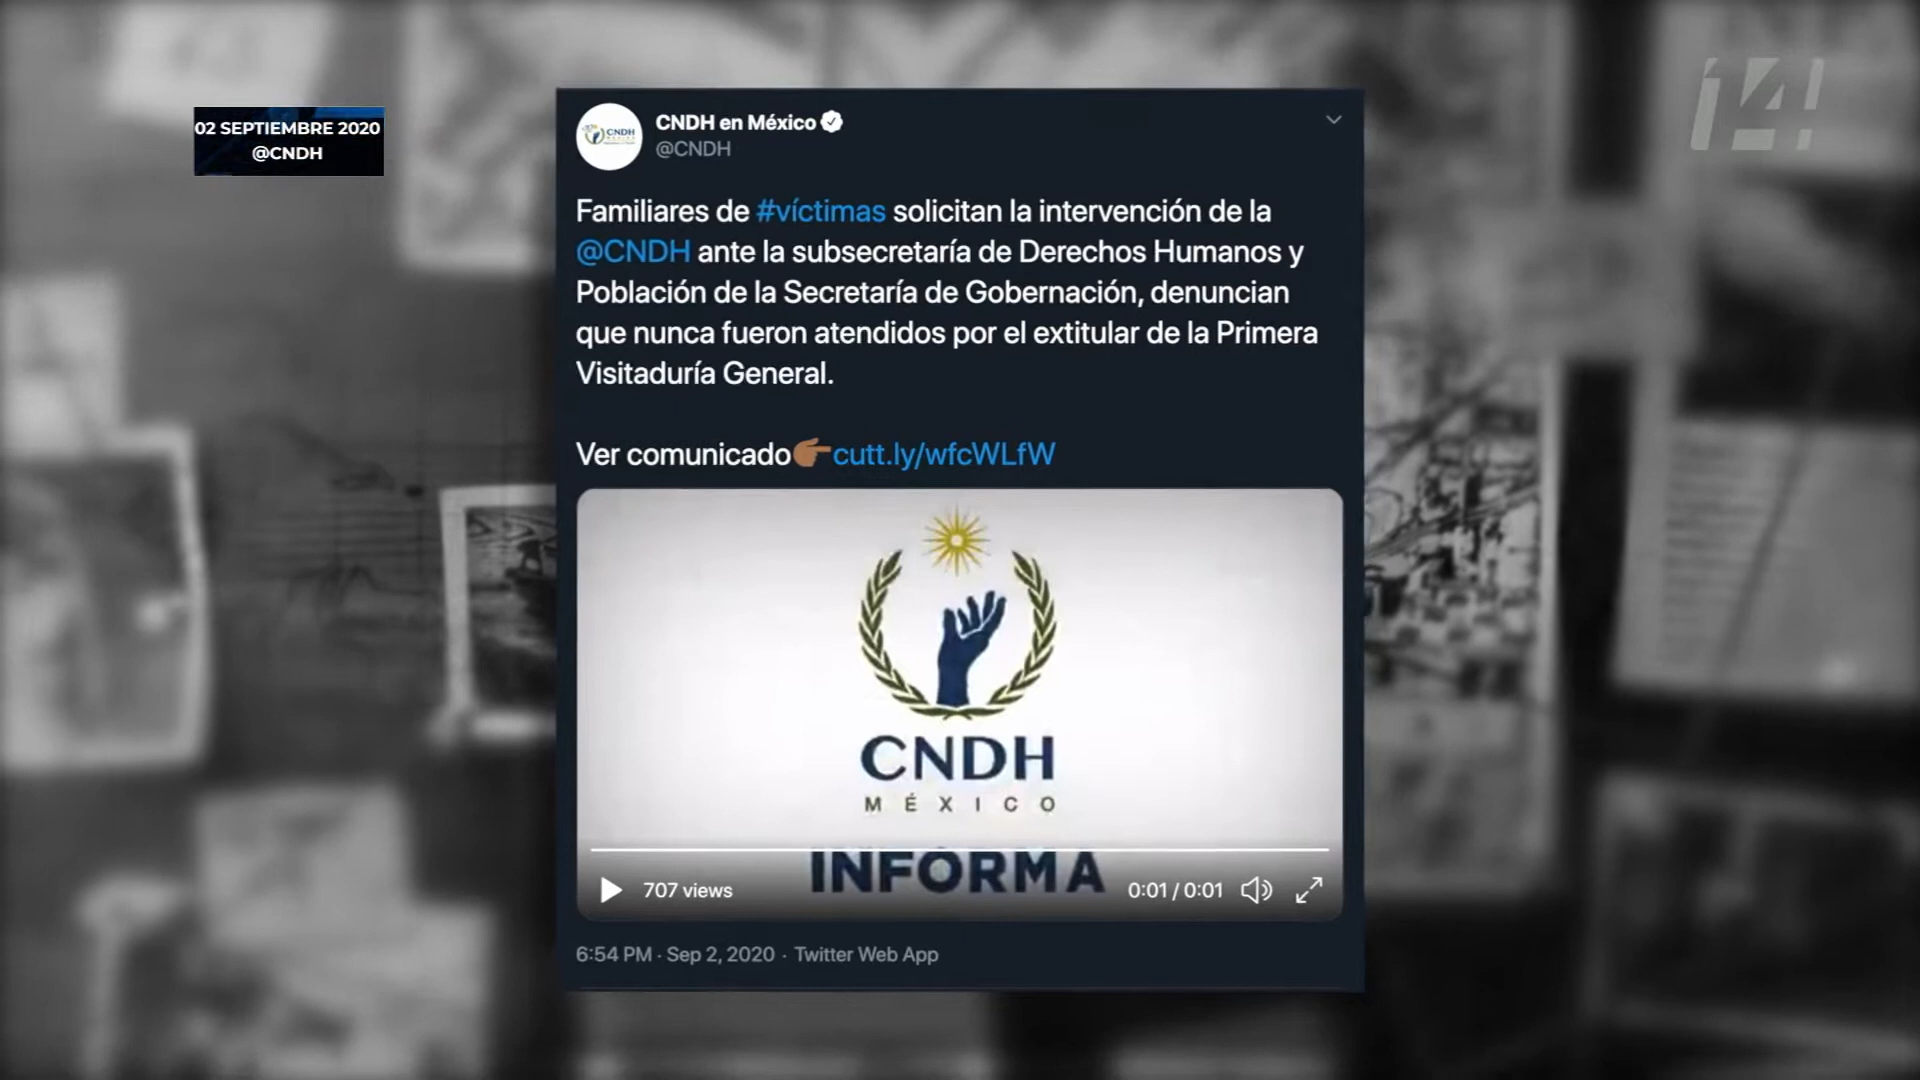 02 SEPTIEMBRE 2020
@CNDH
14
CNDH
CNDH en México
@CNDH
Familiares de #víctimas solicitan la intervención de la
@CNDH ante la subsecretaría de Derechos Humanos y
Población de la Secretaría de Gobernación, denuncian
que nunca fueron atendidos por el extitular de la Primera
Visitaduría General.
Ver comunicado👉🏾cutt.ly/wfcWLfW
CNDH
MÉXICO
INFORMA
707 views
0:01 / 0:01
6:54 PM · Sep 2, 2020 · Twitter Web App